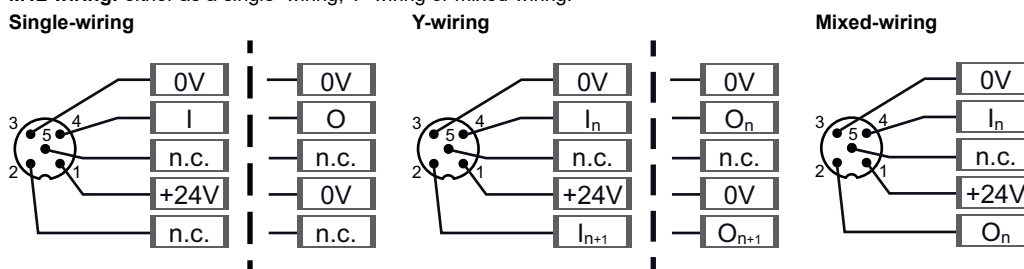 either as a single-wiring, Y-wiring or mixed-wiring.
Single-wiring
0V
I
n.c.
+24V
n.c.
3
4
5
2
1
0V
O
n.c.
0V
n.c.
Y-wiring
0V
In
n.c.
+24V
In+1
3
4
5
2
1
0V
On
n.c.
0V
On+1
Mixed-wiring
0V
In
n.c.
+24V
On
3
4
5
2
1